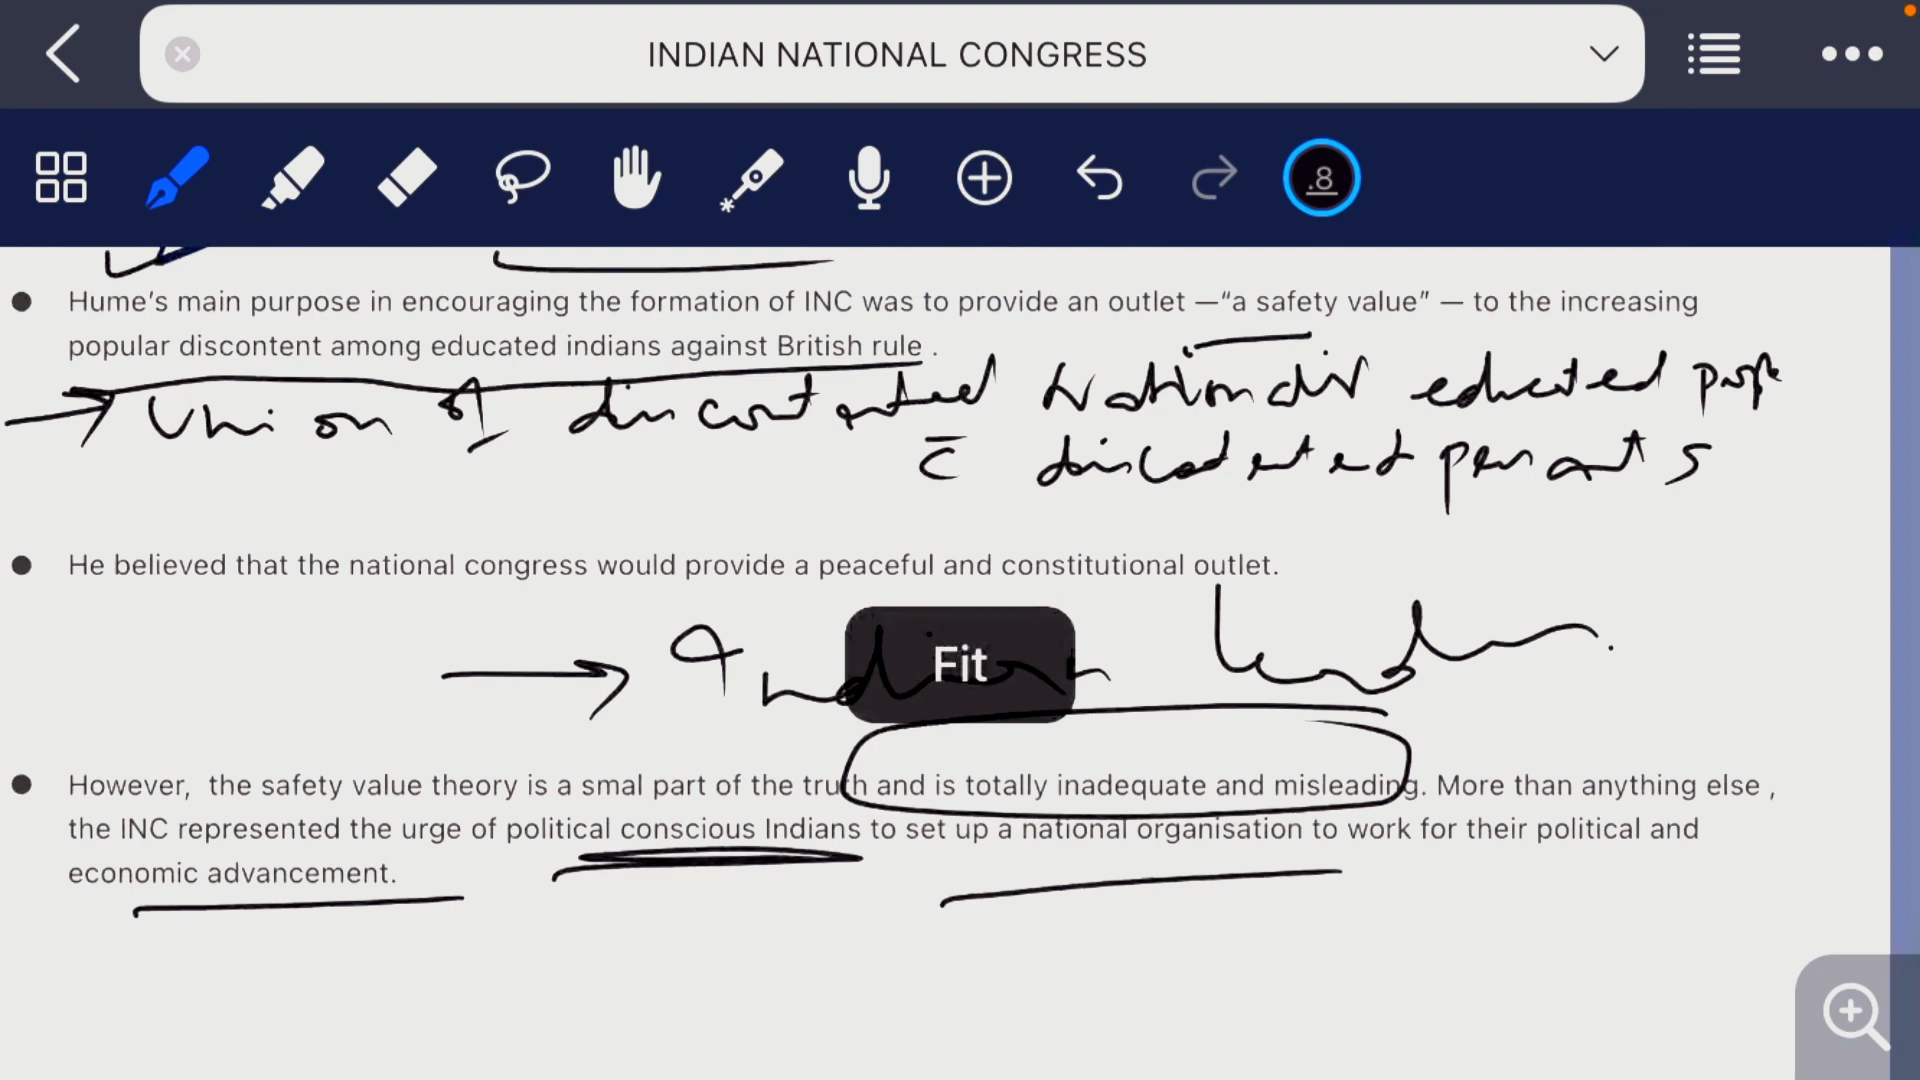 INDIAN NATIONAL CONGRESS
.8
Hume's main purpose in encouraging the formation of INC was to provide an outlet —“a safety value” — to the increasing
popular discontent among educated indians against British rule .
Union of discontented educated
discontented
He believed that the national congress would provide a peaceful and constitutional outlet.
Indian
Fit
However, the safety value theory is a smal part of the truth and is totally inadequate and misleading. More than anything else ,
the INC represented the urge of political conscious Indians to set up a national organisation to work for their political and
economic advancement.